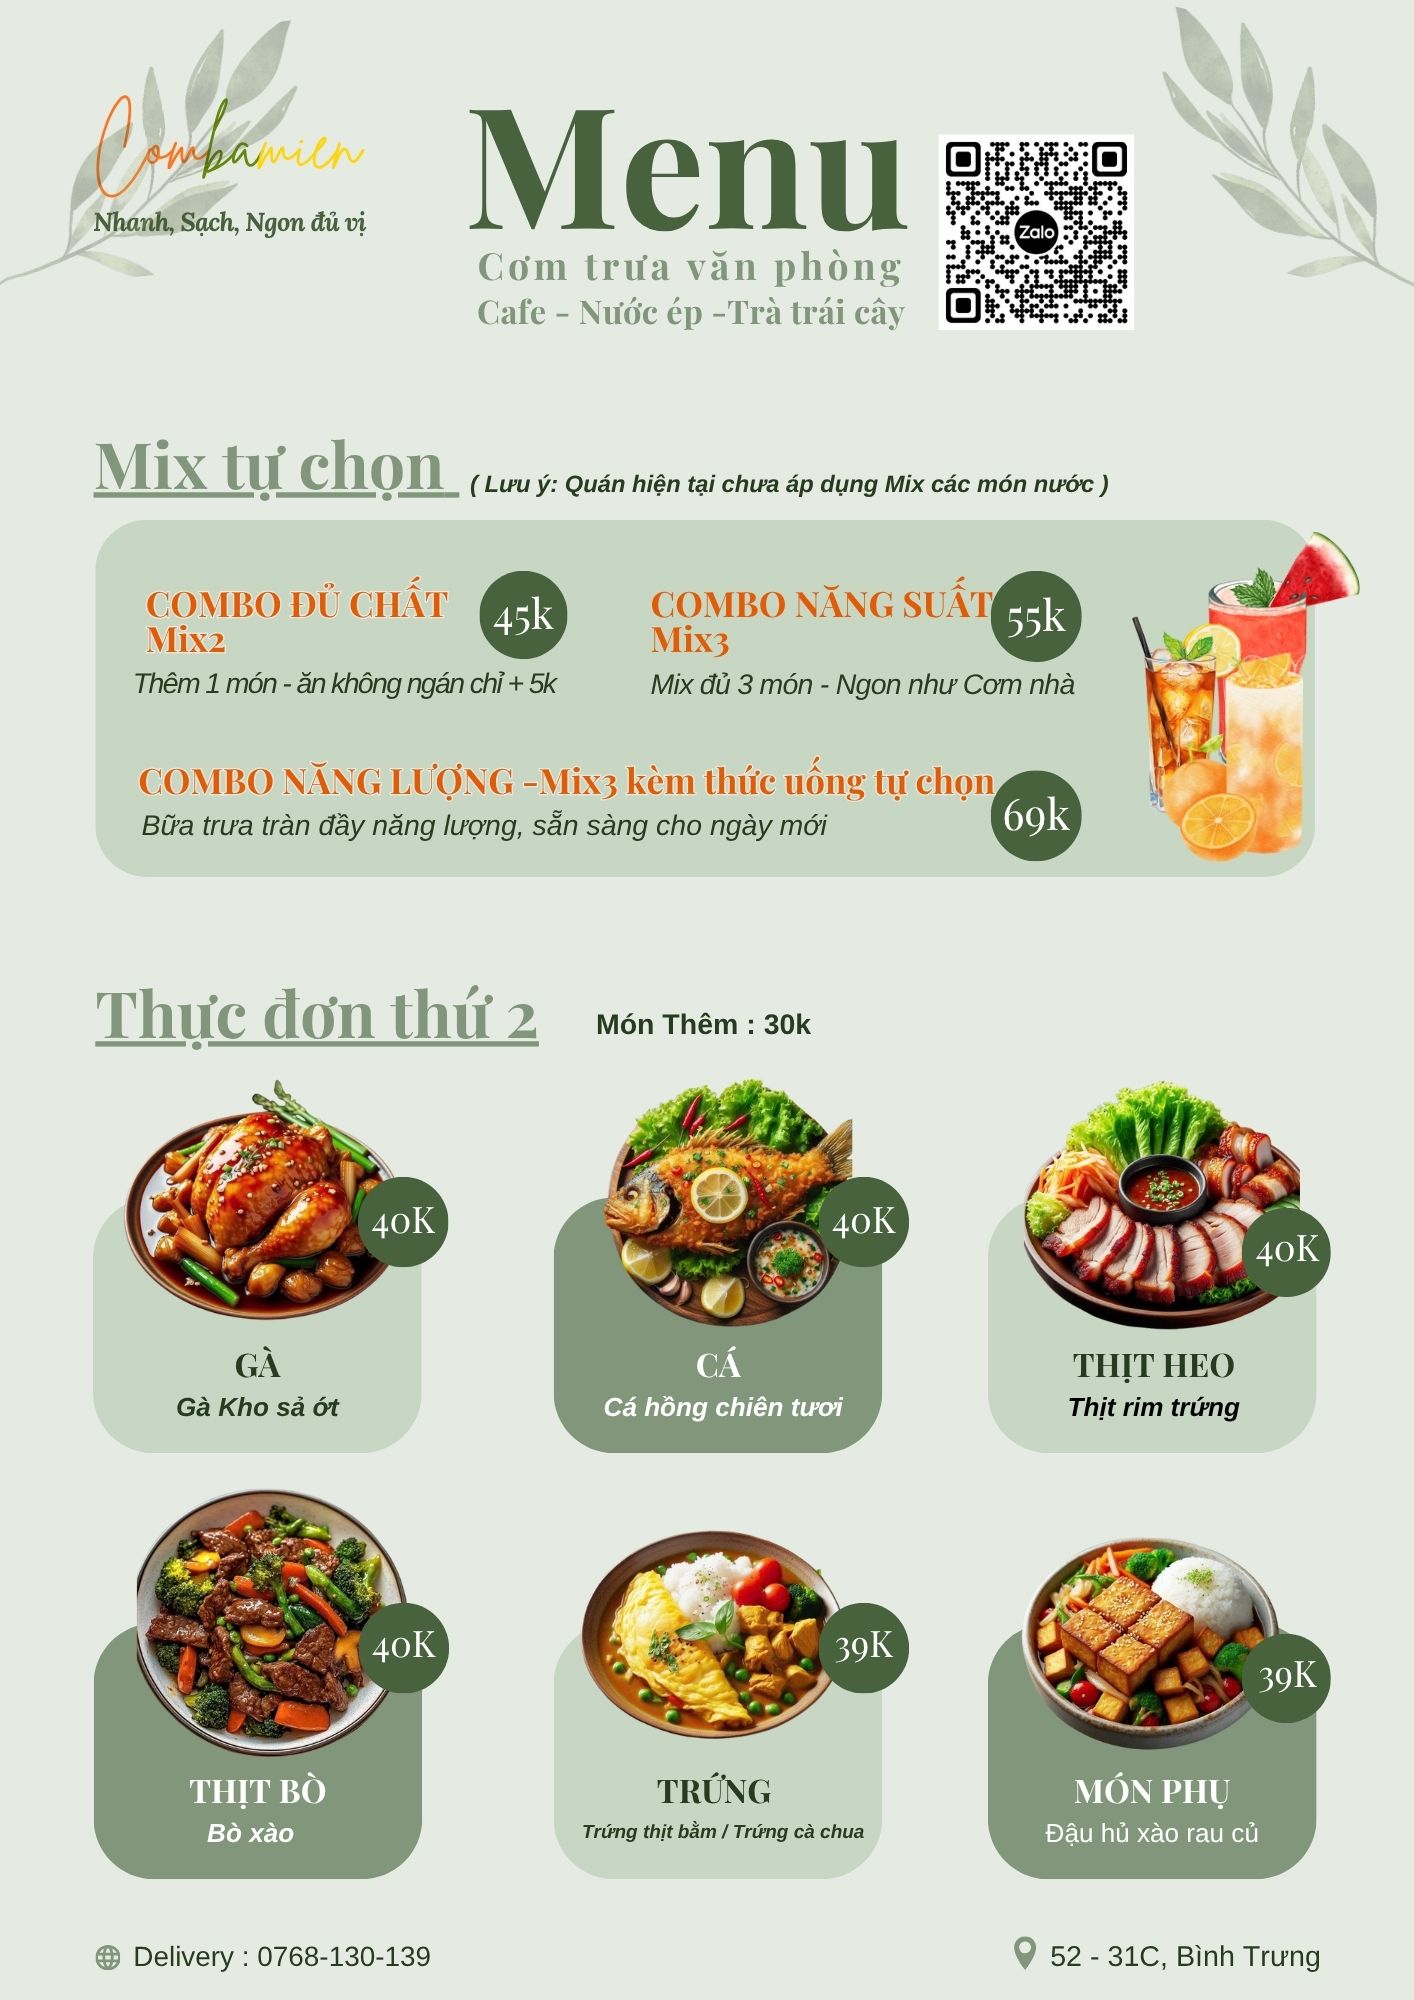 Combamien
Nhanh, Sạch, Ngon đủ vị
Menu
Cơm trưa văn phòng
Cafe - Nước ép -Trà trái cây
Zalo
Mix tự chọn
( Lưu ý: Quán hiện tại chưa áp dụng Mix các món nước )
COMBO ĐỦ CHẤT
Mix2
45k
Thêm 1 món - ăn không ngán chỉ + 5k
COMBO NĂNG SUẤT
Mix3
55k
Mix đủ 3 món - Ngon như Cơm nhà
COMBO NĂNG LƯỢNG -Mix3 kèm thức uống tự chọn
69k
Bữa trưa tràn đầy năng lượng, sẵn sàng cho ngày mới
Thực đơn thứ 2
Món Thêm : 30k
40K
GÀ
Gà Kho sả ớt
40K
CÁ
Cá hồng chiên tươi
40K
THỊT HEO
Thịt rim trứng
40K
THỊT BÒ
Bò xào
39K
TRỨNG
Trứng thịt bằm / Trứng cà chua
39K
MÓN PHỤ
Đậu hủ xào rau củ
Delivery : 0768-130-139
52 - 31C, Bình Trưng